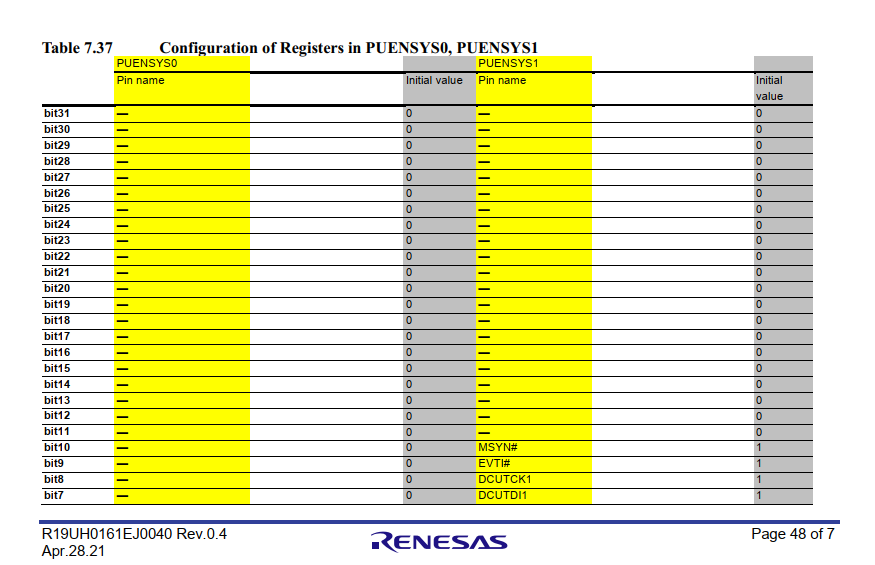 Table 7.37 Configuration of Registers in PUENSYS0, PUENSYS1
PUENSYS0 PUENSYS1
Pin name Initial value Pin name Initial value
bit31 — 0 — 0
bit30 — 0 — 0
bit29 — 0 — 0
bit28 — 0 — 0
bit27 — 0 — 0
bit26 — 0 — 0
bit25 — 0 — 0
bit24 — 0 — 0
bit23 — 0 — 0
bit22 — 0 — 0
bit21 — 0 — 0
bit20 — 0 — 0
bit19 — 0 — 0
bit18 — 0 — 0
bit17 — 0 — 0
bit16 — 0 — 0
bit15 — 0 — 0
bit14 — 0 — 0
bit13 — 0 — 0
bit12 — 0 — 0
bit11 — 0 — 0
bit10 — 0 MSYN# 1
bit9 — 0 EVTI# 1
bit8 — 0 DCUTCK1 1
bit7 — 0 DCUTDI1 1
R19UH0161EJ0040 Rev.0.4 RENESAS Page 48 of 7
Apr.28.21